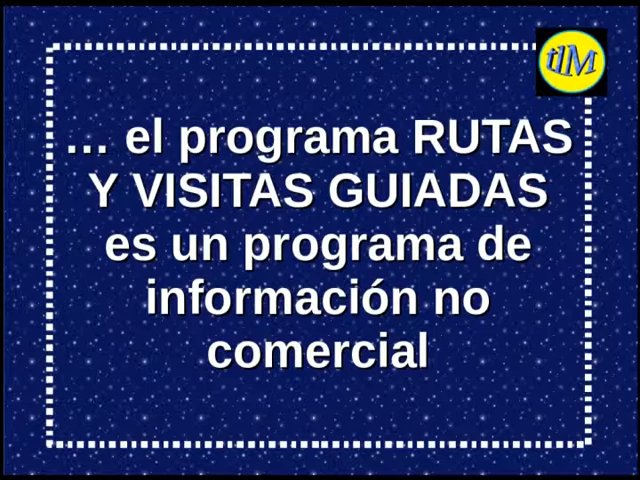 tlM
… el programa RUTAS
Y VISITAS GUIADAS
es un programa de
información no
comercial